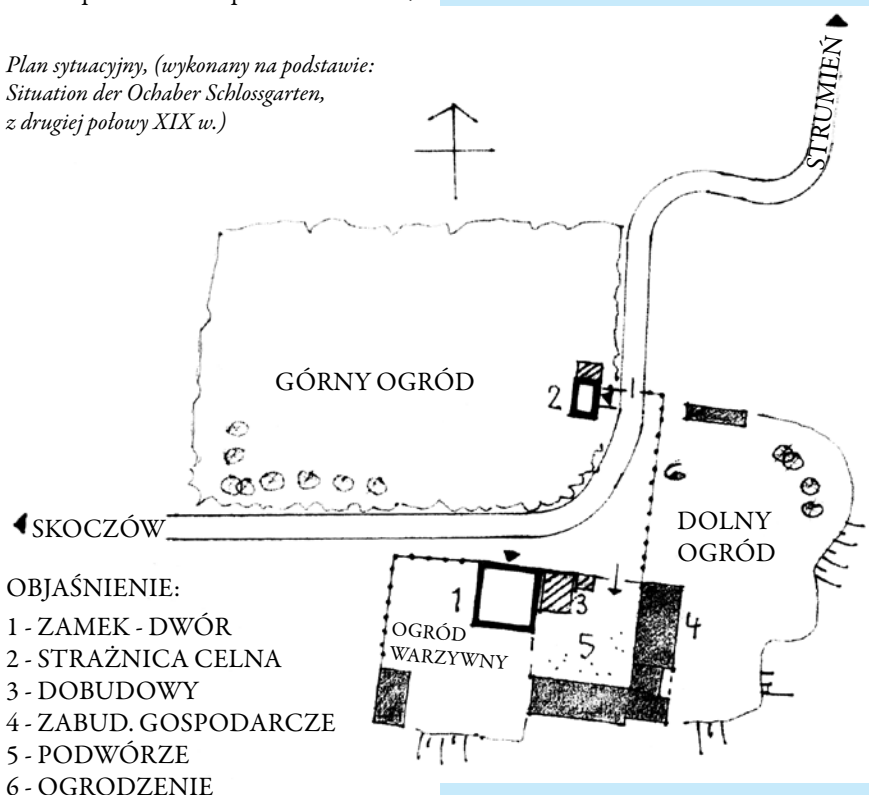 Plan sytuacyjny, (wykonany na podstawie:
Situation der Ochaber Schlossgarten,
z drugiej połowy XIX w.)
STRUMIEŃ
GÓRNY OGRÓD
2
6
DOLNY
OGRÓD
SKOCZÓW
1
3
4
OGRÓD
WARZYWNY
5
OBJAŚNIENIE:
1 - ZAMEK - DWÓR
2 - STRAŻNICA CELNA
3 - DOBUDOWY
4 - ZABUD. GOSPODARCZE
5 - PODWÓRZE
6 - OGRODZENIE